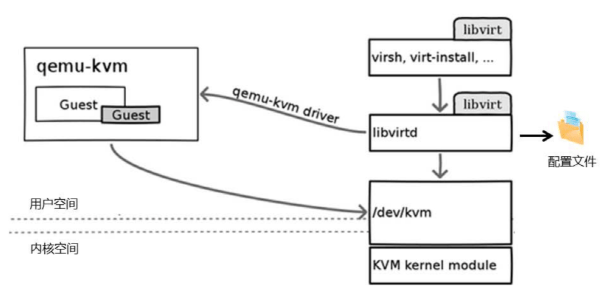 libvirt
qemu-kvm
virsh, virt-install, ...
Guest
Guest
qemu-kvm driver
libvirt
libvirtd
配置文件
用户空间
/dev/kvm
内核空间
KVM kernel module